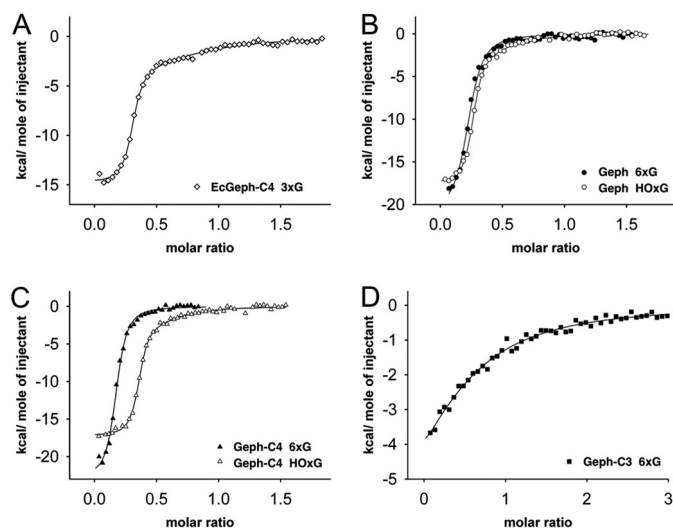 A
kcal/ mole of injectant
0
-5
-10
-15
EcGeph-C4 3xG
0.0 0.5 1.0 1.5
molar ratio
B
kcal/ mole of injectant
0
-5
-10
-15
-20
Geph 6xG
Geph HOxG
0.0 0.5 1.0 1.5
molar ratio
C
kcal/ mole of injectant
0
-5
-10
-15
-20
Geph-C4 6xG
Geph-C4 HOxG
0.0 0.5 1.0 1.5
molar ratio
D
kcal/ mole of injectant
0
-1
-2
-3
-4
-5
Geph-C3 6xG
0 1 2 3
molar ratio